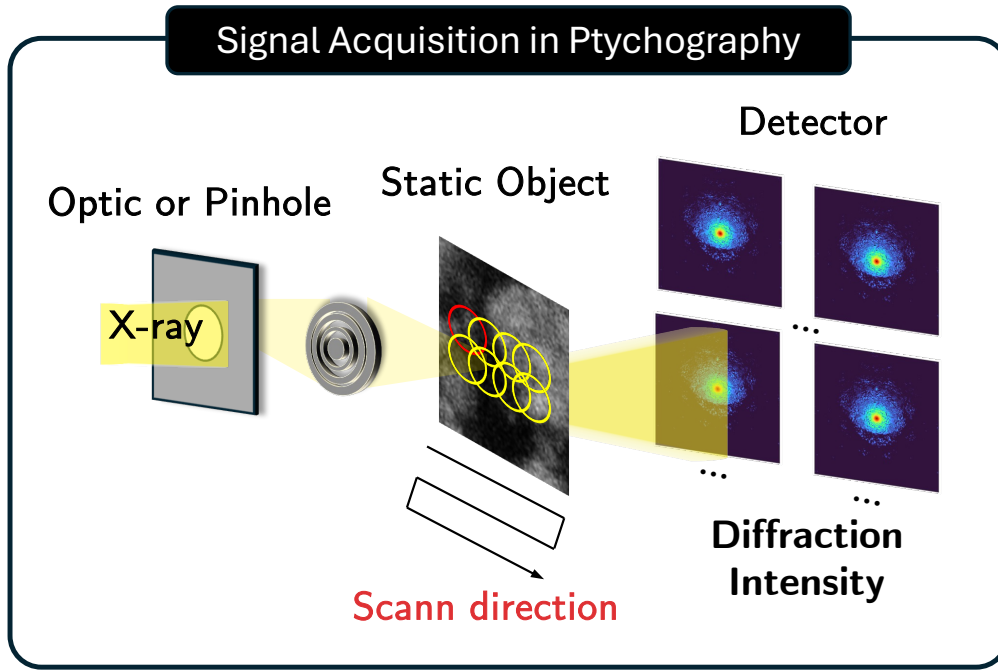 Signal Acquisition in Ptychography
Detector
Static Object
Optic or Pinhole
X-ray
...
...
...
Diffraction
Intensity
Scann direction